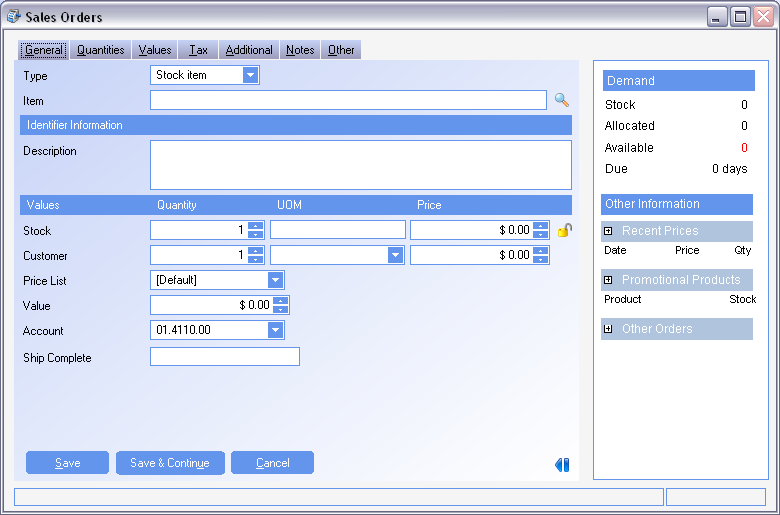 Sales Orders
General Quantities Values Tax Additional Notes Other
Type Stock item
Item
Identifier Information
Description
Values Quantity UOM Price
Stock 1 $ 0.00
Customer 1 $ 0.00
Price List [Default]
Value $ 0.00
Account 01.4110.00
Ship Complete
Save Save & Continue Cancel
Demand
Stock 0
Allocated 0
Available 0
Due 0 days
Other Information
Recent Prices
Date Price Qty
Promotional Products
Product Stock
Other Orders